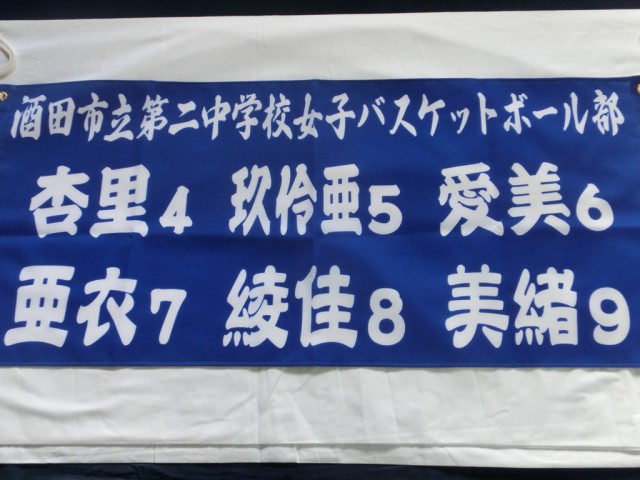 酒田市立第二中学校女子バスケットボール部
杏里4 玖伶亜5 愛美6
亜衣7 綾佳8 美緒9